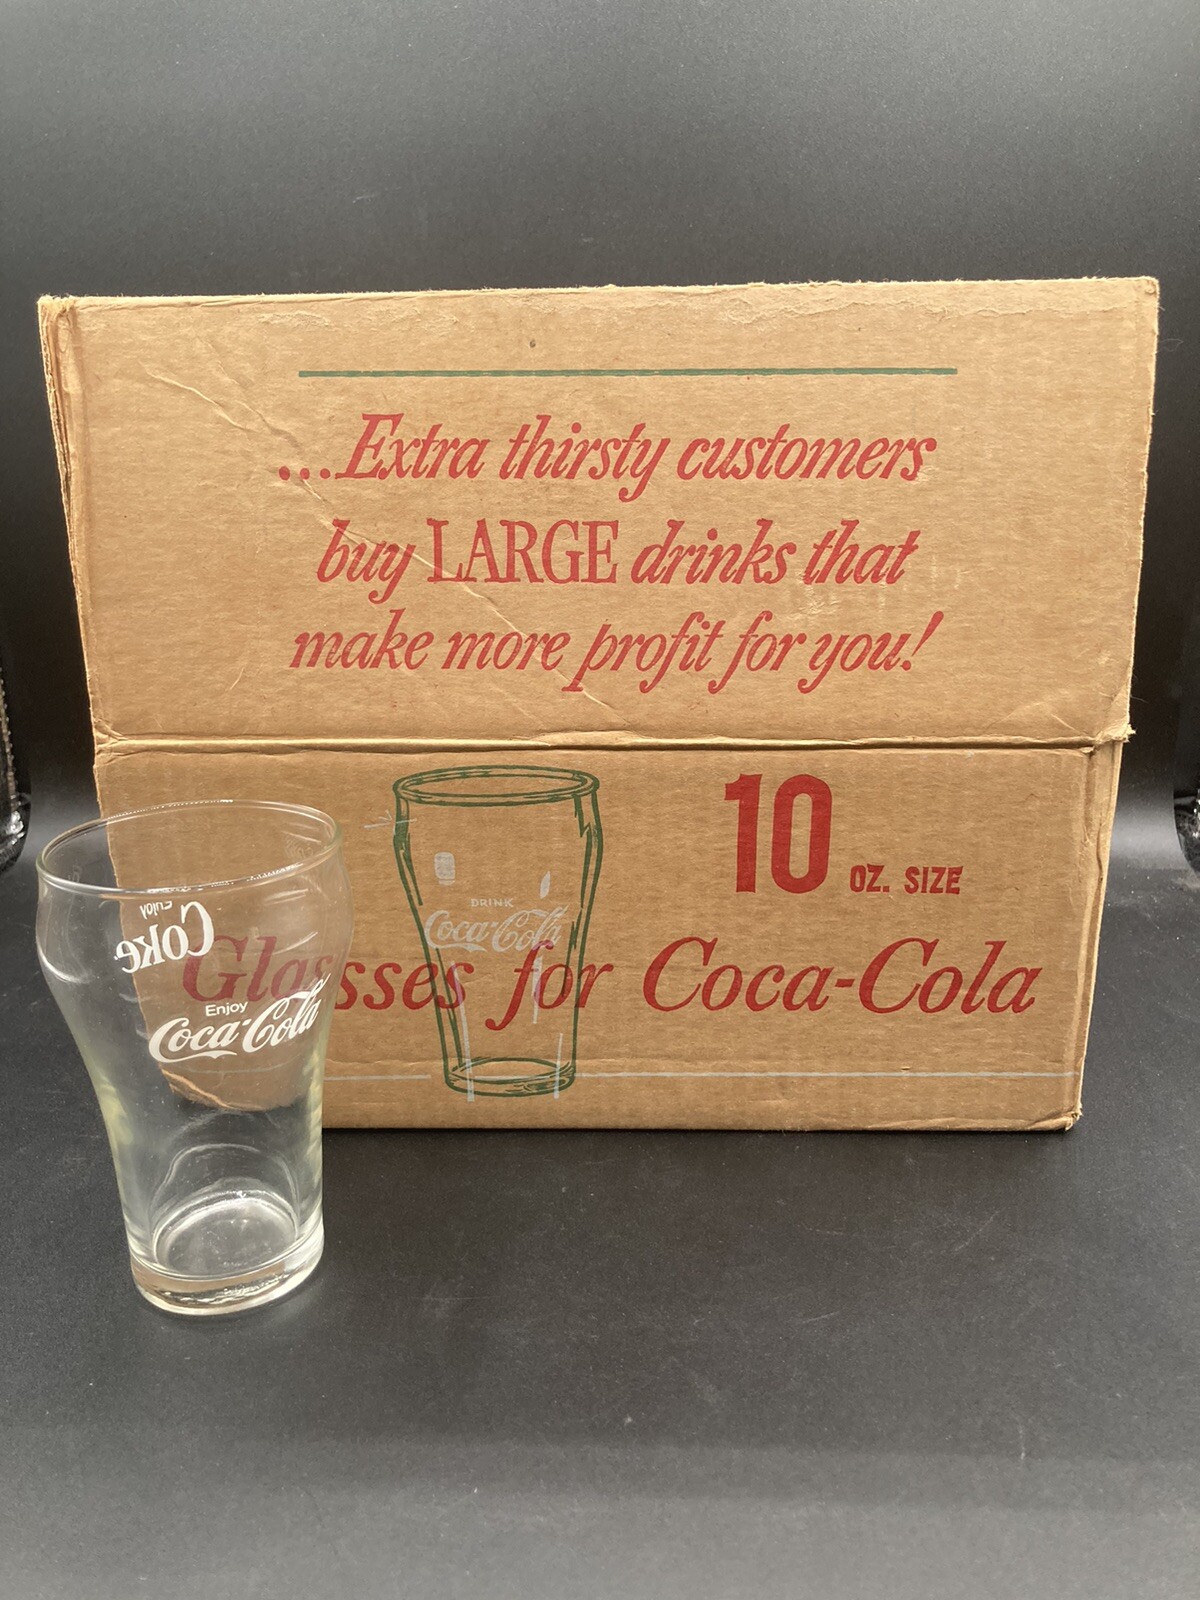 ...Extra thirsty customers
buy LARGE drinks that
make more profit for you!
10 OZ. SIZE
DRINK
Coca-Cola
Glasses for Coca-Cola
Enjoy
Coke
Enjoy
Coca-Cola